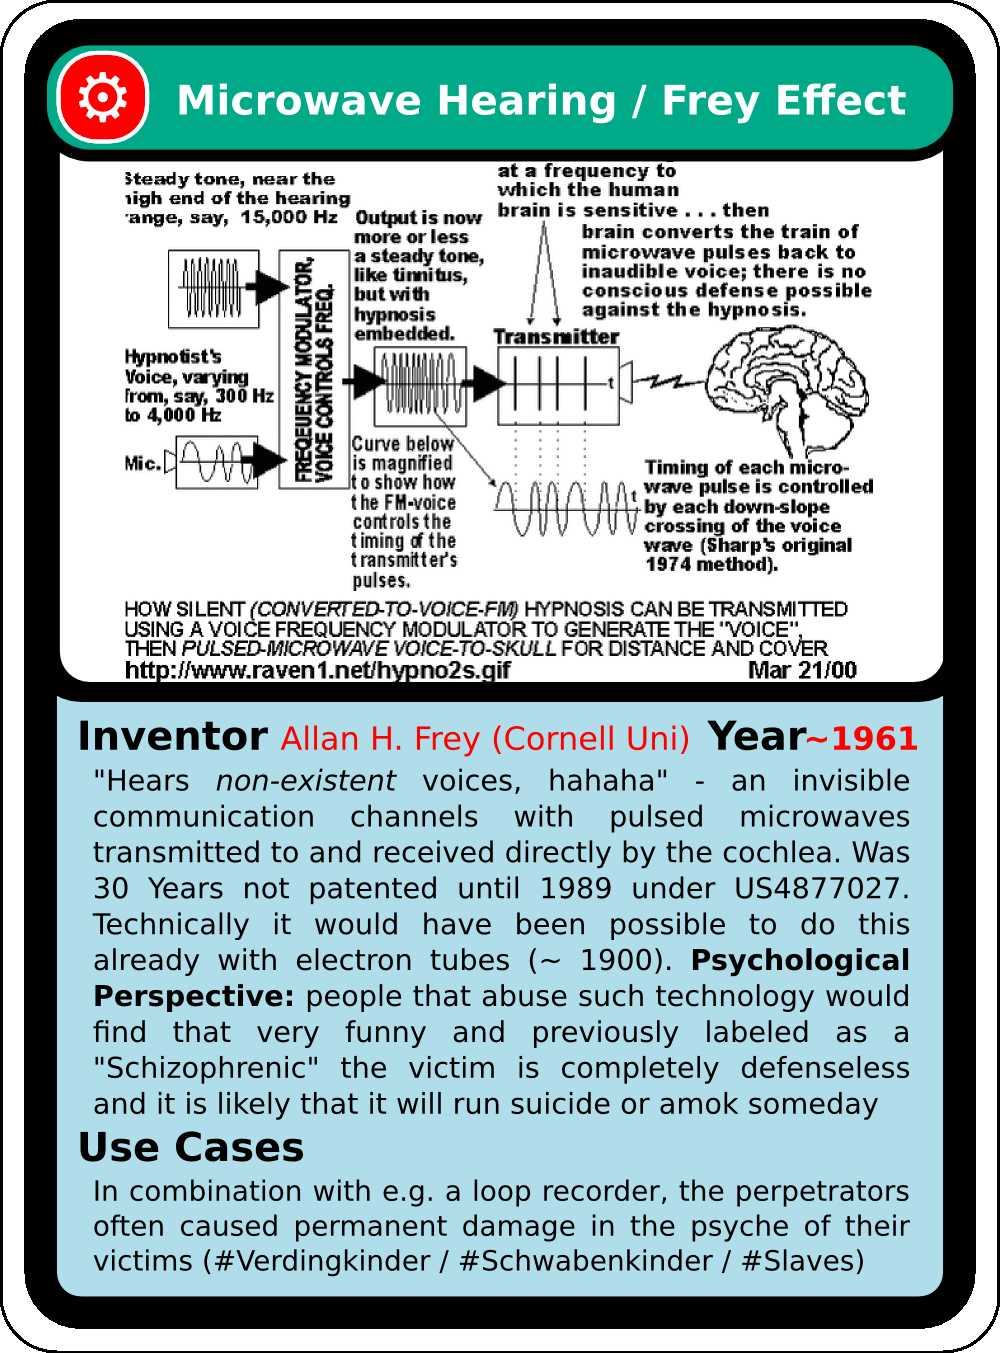 Microwave Hearing / Frey Effect
Steady tone, near the
high end of the hearing
range, say, 15,000 Hz
Output is now
more or less
a steady tone,
like tinnitus,
but with
hypnosis
embedded.
at a frequency to
which the human
brain is sensitive . . . then
brain converts the train of
microwave pulses back to
inaudible voice; there is no
conscious defense possible
against the hypnosis.
FREQEUENCY MODULATOR,
VOICE CONTROLS FREQ.
Transmitter
t
Hypnotist's
Voice, varying
from, say, 300 Hz
to 4,000 Hz
Mic.
Curve below
is magnified
to show how
the FM-voice
controls the
timing of the
transmitter's
pulses.
t
Timing of each micro-
wave pulse is controlled
by each down-slope
crossing of the voice
wave (Sharp's original
1974 method).
HOW SILENT (CONVERTED-TO-VOICE-FM) HYPNOSIS CAN BE TRANSMITTED
USING A VOICE FREQUENCY MODULATOR TO GENERATE THE "VOICE",
THEN PULSED-MICROWAVE VOICE-TO-SKULL FOR DISTANCE AND COVER
http://www.raven1.net/hypno2s.gif Mar 21/00
Inventor Allan H. Frey (Cornell Uni) Year~1961
"Hears non-existent voices, hahaha" - an invisible
communication channels with pulsed microwaves
transmitted to and received directly by the cochlea. Was
30 Years not patented until 1989 under US4877027.
Technically it would have been possible to do this
already with electron tubes (~ 1900). Psychological
Perspective: people that abuse such technology would
find that very funny and previously labeled as a
"Schizophrenic" the victim is completely defenseless
and it is likely that it will run suicide or amok someday
Use Cases
In combination with e.g. a loop recorder, the perpetrators
often caused permanent damage in the psyche of their
victims (#Verdingkinder / #Schwabenkinder / #Slaves)